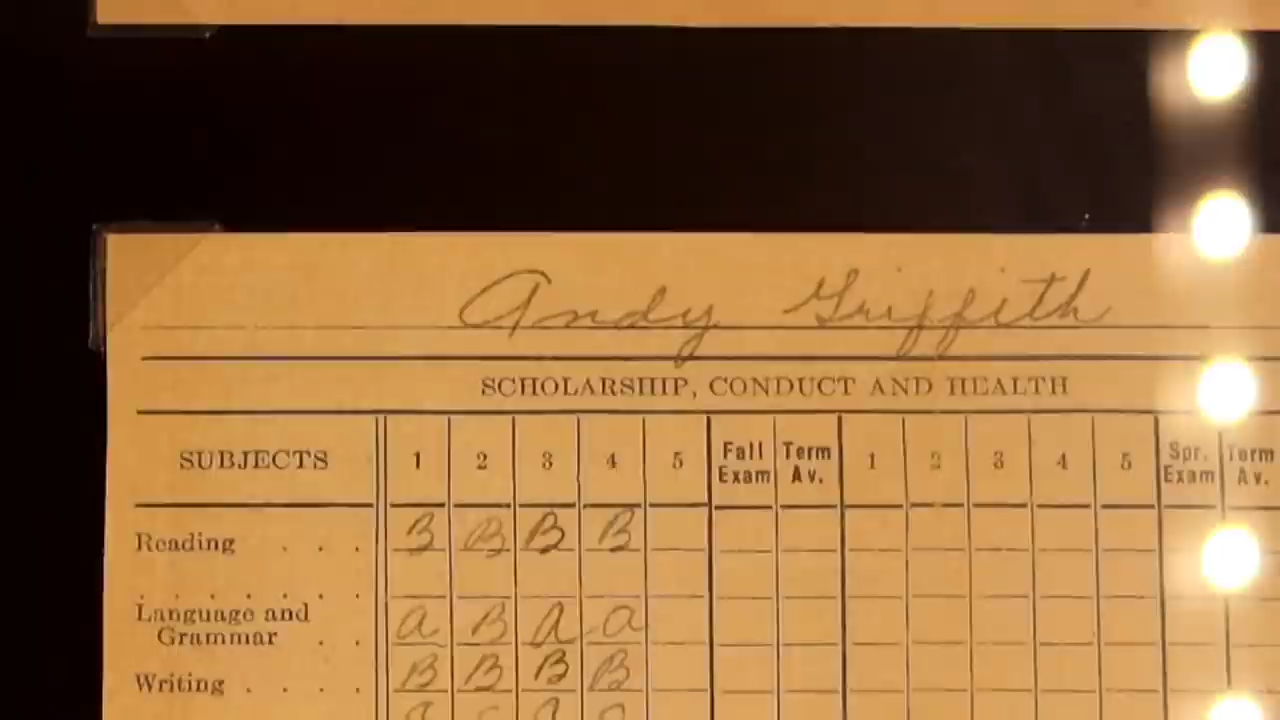 Andy Griffith
SCHOLARSHIP, CONDUCT AND HEALTH
SUBJECTS 1 2 3 4 5 Fall Exam Term Av. 1 2 3 4 5 Spr. Exam Term Av.
Reading . . . B B B B
Language and
Grammar . . a B a a
Writing . . . . B B B B